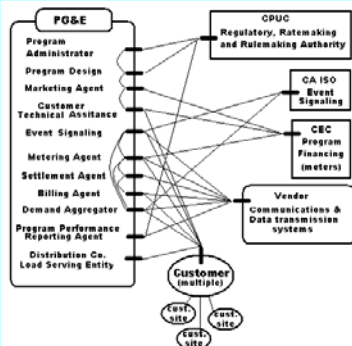 PG&E
Program
Administrator
Program Design
Marketing Agent
Customer
Technical Assitance
Event Signaling
Metering Agent
Settlement Agent
Billing Agent
Demand Aggregator
Program Performance
Reporting Agent
Distribution Co.
Load Serving Entity
CPUC
Regulatory, Ratemaking
and Rulemaking Authority
CA ISO
Event
Signaling
CEC
Program
Financing
(meters)
Vendor
Communications &
Data transmission
systems
Customer
(multiple)
cust.
site
cust.
site
cust.
site